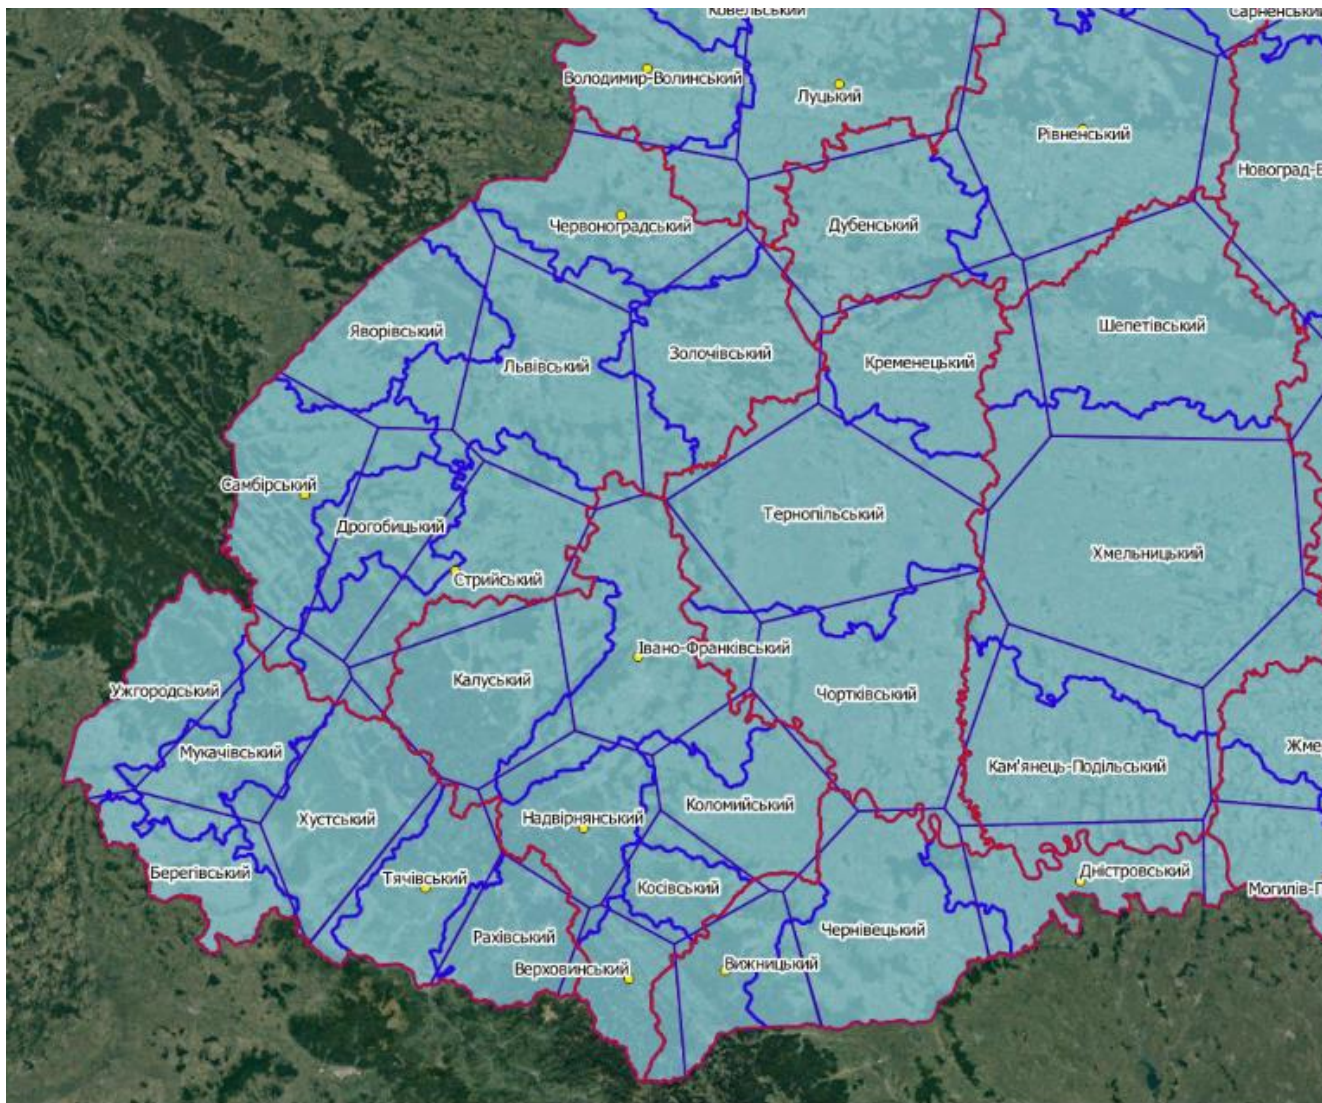 Ковельський
Сарненський
Володимир-Волинський
Луцький
Рівненський
Новоград-В
Червоноградський
Дубенський
Яворівський
Львівський
Золочівський
Кременецький
Шепетівський
Самбірський
Дрогобицький
Тернопільський
Хмельницький
Стрийський
Івано-Франківський
Калуський
Ужгородський
Чортківський
Мукачівський
Жме
Кам'янець-Подільський
Хустський
Надвірнянський
Коломийський
Берегівський
Тячівський
Косівський
Дністровський
Могилів-П
Рахівський
Чернівецький
Верховинський
Вижницький